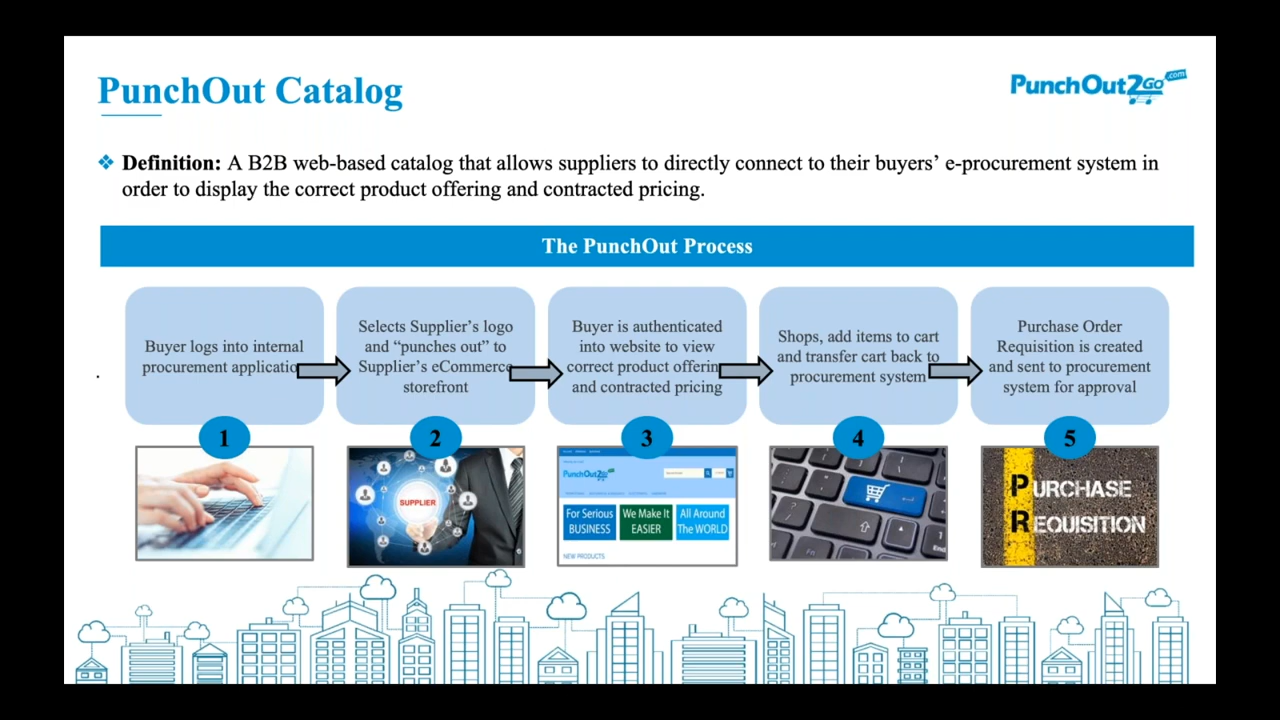 PunchOut Catalog
PunchOut2Go.com
❖ Definition: A B2B web-based catalog that allows suppliers to directly connect to their buyers’ e-procurement system in
order to display the correct product offering and contracted pricing.
The PunchOut Process
Buyer logs into internal
procurement applicatio
1
Selects Supplier’s logo
and “punches out” to
Supplier’s eCommerce
storefront
2
Buyer is authenticated
into website to view
correct product offerin
and contracted pricing
3
Shops, add items to cart
and transfer cart back to
procurement system
4
Purchase Order
Requisition is created
and sent to procurement
system for approval
5
SUPPLIER
PunchOut2Go
For Serious
BUSINESS
We Make It
EASIER
All Around
The WORLD
NEW PRODUCTS
Ctrl
End
PURCHASE
REQUISITION